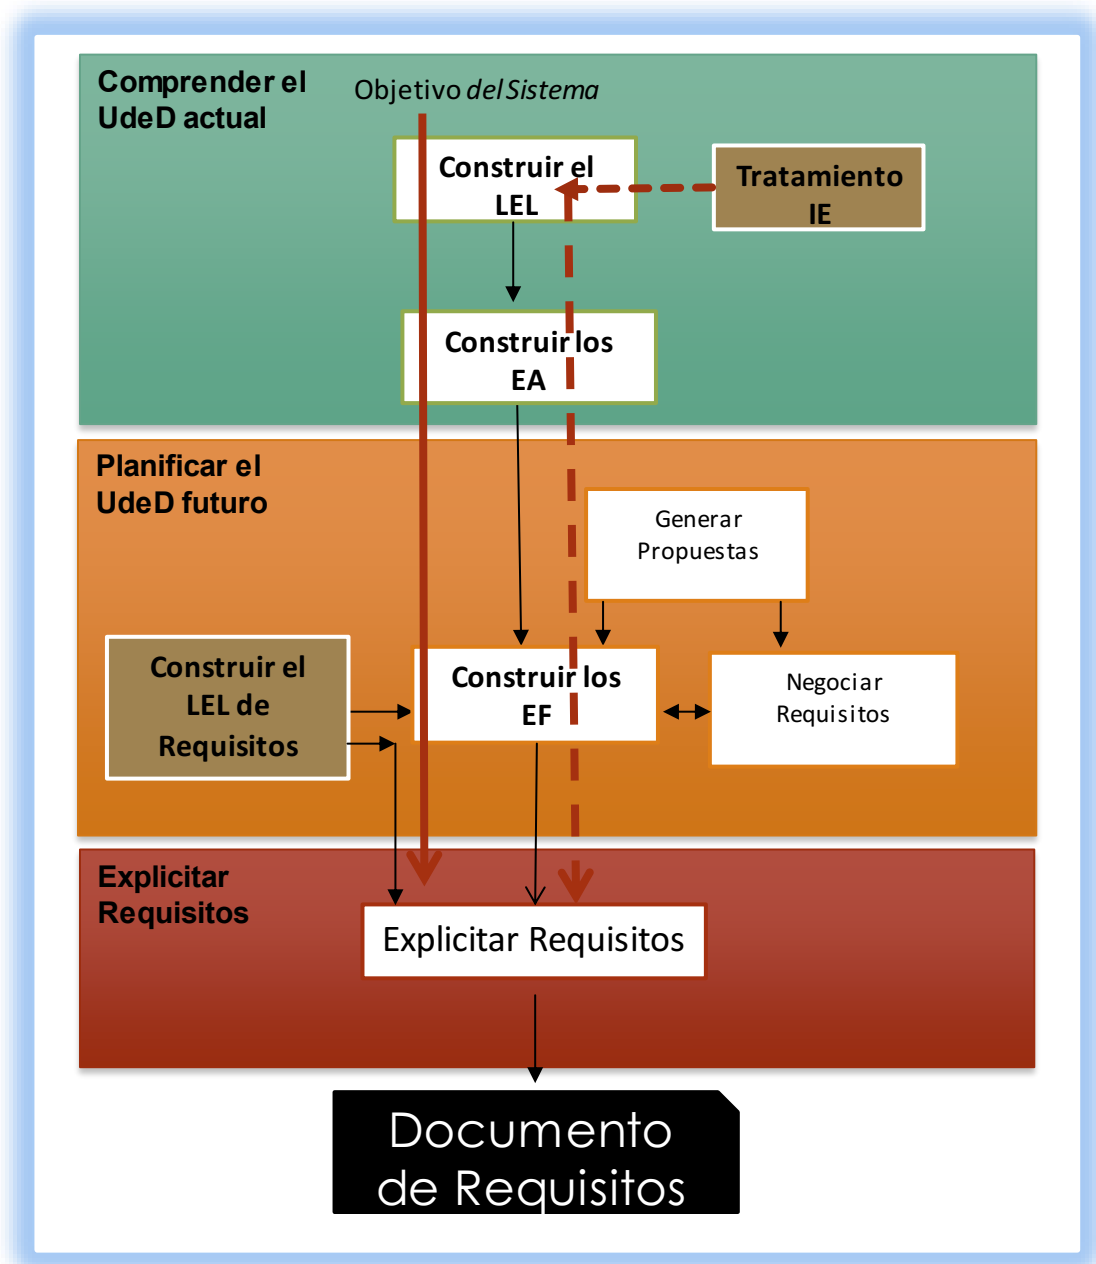 Comprender el
UdeD actual
Objetivo del Sistema
Construir el
LEL
Tratamiento
IE
Construir los
EA
Planificar el
UdeD futuro
Generar
Propuestas
Construir el
LEL de
Requisitos
Construir los
EF
Negociar
Requisitos
Explicitar
Requisitos
Explicitar Requisitos
Documento
de Requisitos